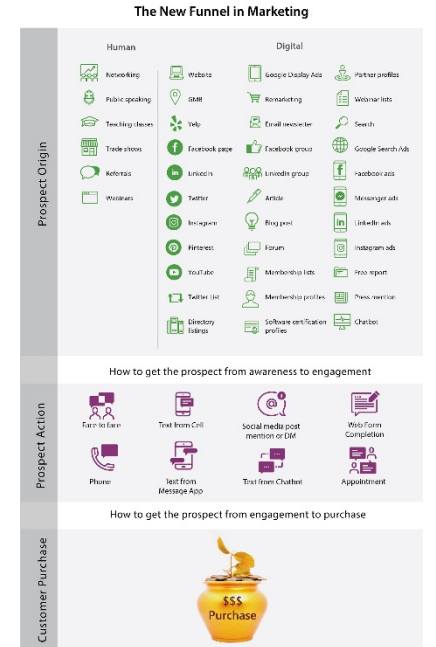 The New Funnel in Marketing
Human
Digital
Prospect Origin
Networking
Public speaking
Teaching classes
Trade shows
Referrals
Webinars
Website
GMB
Yelp
Facebook page
LinkedIn
Twitter
Instagram
Pinterest
YouTube
Twitter List
Directory
listings
Google Display Ads
Remarketing
Email newsletter
Facebook group
LinkedIn group
Article
Blog post
Forum
Membership lists
Membership profiles
Software certification
profiles
Partner profiles
Webinar lists
Search
Google Search Ads
Facebook ads
Messenger ads
LinkedIn ads
Instagram ads
Free report
Press mention
Chatbot
How to get the prospect from awareness to engagement
Prospect Action
Face to face
Text from Cell
Social media post
mention or DM
Web Form
Completion
Phone
Text from
Message App
Text from Chatbot
Appointment
How to get the prospect from engagement to purchase
Customer Purchase
$$$
Purchase